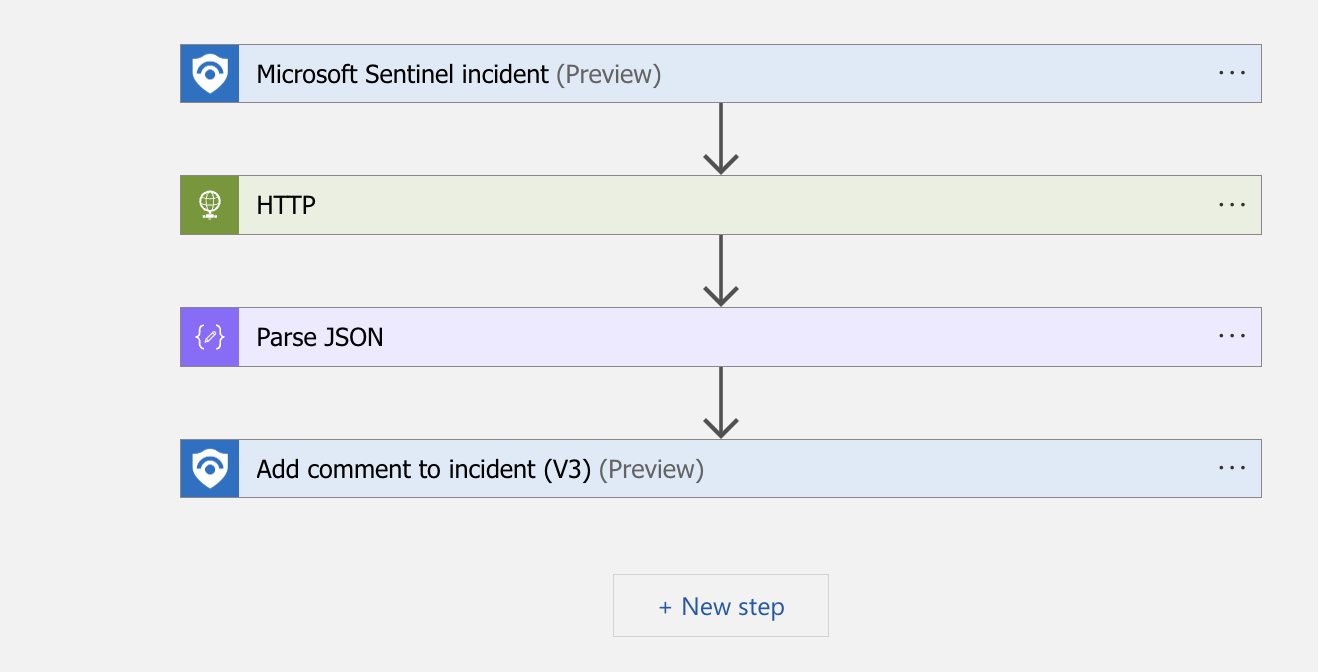 Microsoft Sentinel incident (Preview)
HTTP
Parse JSON
Add comment to incident (V3) (Preview)
+ New step